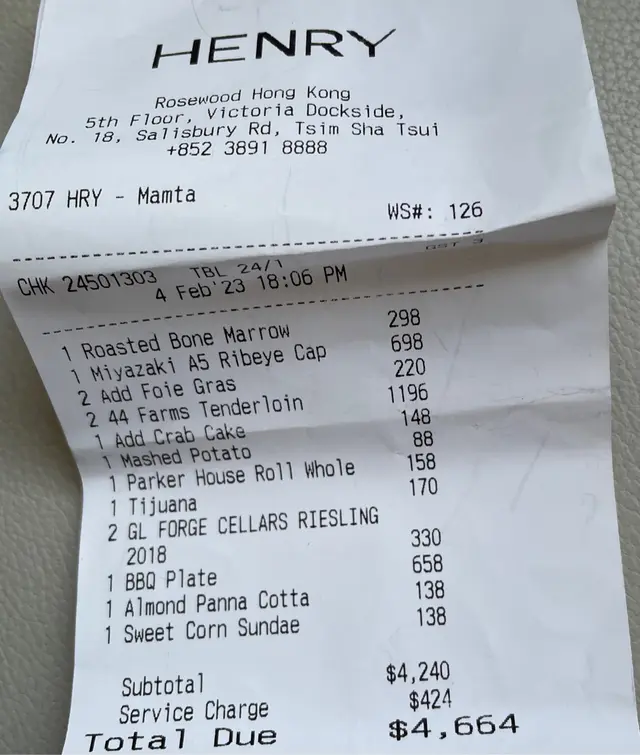 HENRY
Rosewood Hong Kong
5th Floor, Victoria Dockside,
No. 18, Salisbury Rd, Tsim Sha Tsui
+852 3891 8888
3707 HRY - Mamta
WS#: 126
CHK 24501303 TBL 24/1 GST 3
4 Feb'23 18:06 PM
1 Roasted Bone Marrow 298
1 Miyazaki A5 Ribeye Cap 698
2 Add Foie Gras 220
2 44 Farms Tenderloin 1196
1 Add Crab Cake 148
1 Mashed Potato 88
1 Parker House Roll Whole 158
1 Tijuana 170
2 GL FORGE CELLARS RIESLING
2018 330
1 BBQ Plate 658
1 Almond Panna Cotta 138
1 Sweet Corn Sundae 138
Subtotal $4,240
Service Charge $424
Total Due $4,664